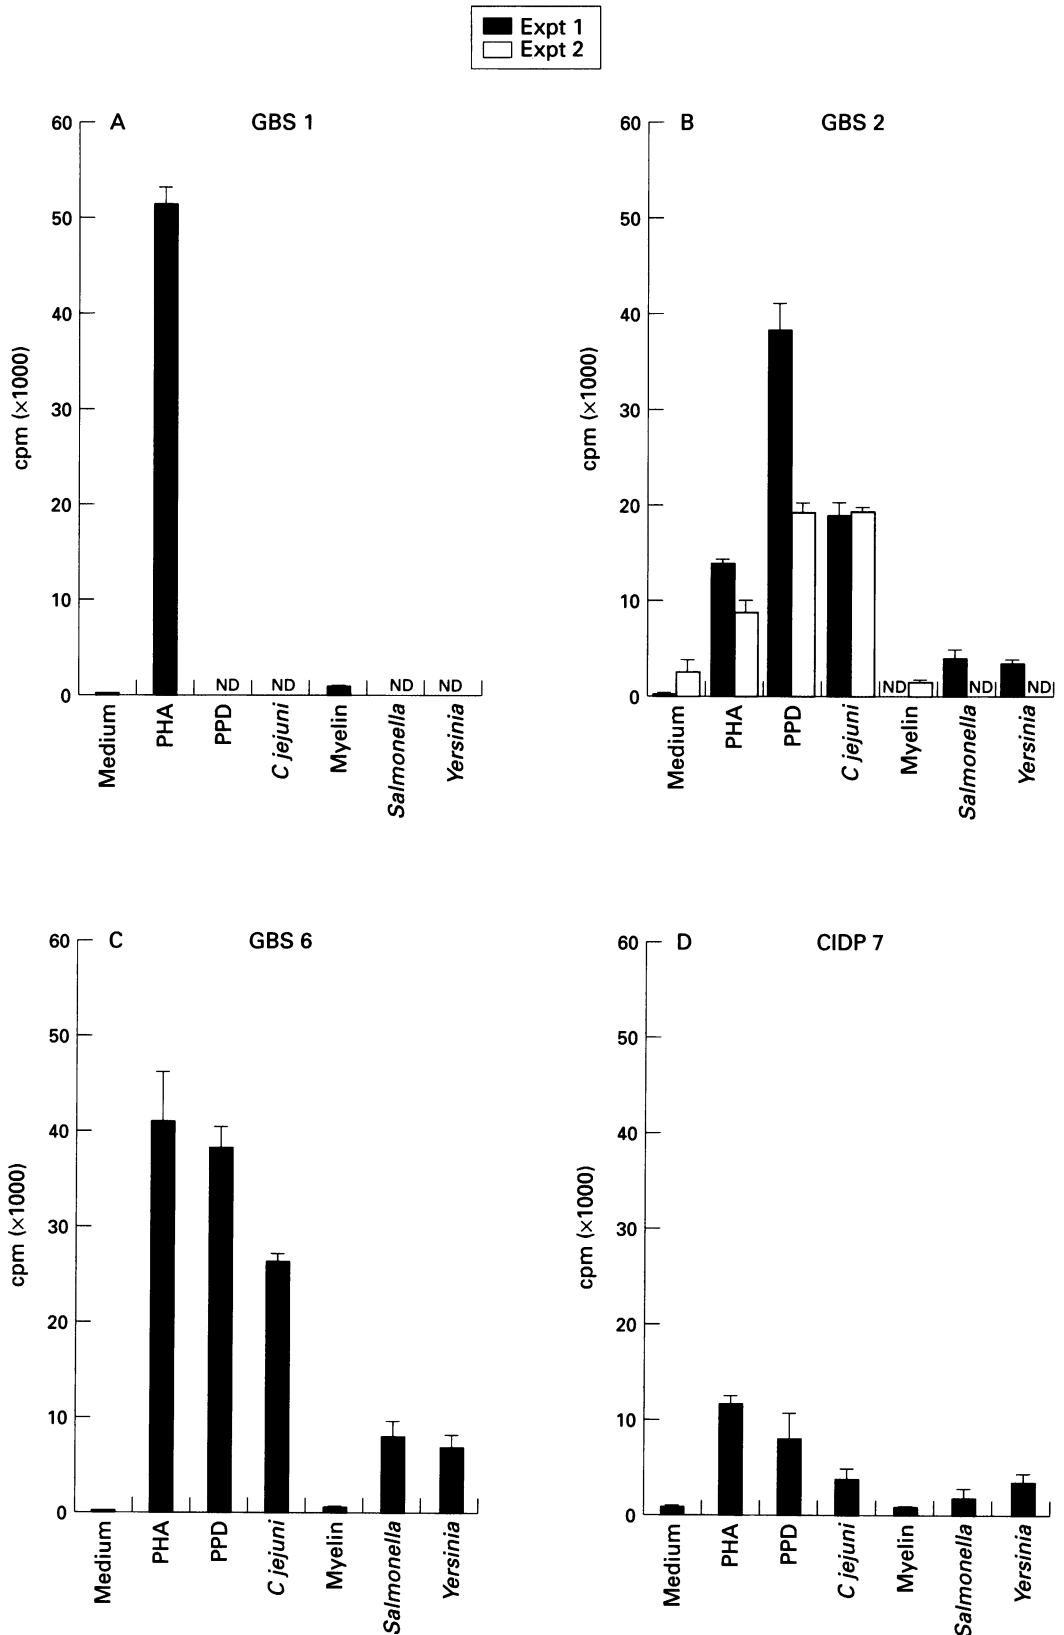 Expt 1
Expt 2
A GBS 1
60
50
40
30
20
10
0
cpm (×1000)
ND ND ND ND
Medium
PHA
PPD
C jejuni
Myelin
Salmonella
Yersinia
B GBS 2
60
50
40
30
20
10
0
cpm (×1000)
ND ND ND
Medium
PHA
PPD
C jejuni
Myelin
Salmonella
Yersinia
C GBS 6
60
50
40
30
20
10
0
cpm (×1000)
Medium
PHA
PPD
C jejuni
Myelin
Salmonella
Yersinia
D CIDP 7
60
50
40
30
20
10
0
cpm (×1000)
Medium
PHA
PPD
C jejuni
Myelin
Salmonella
Yersinia